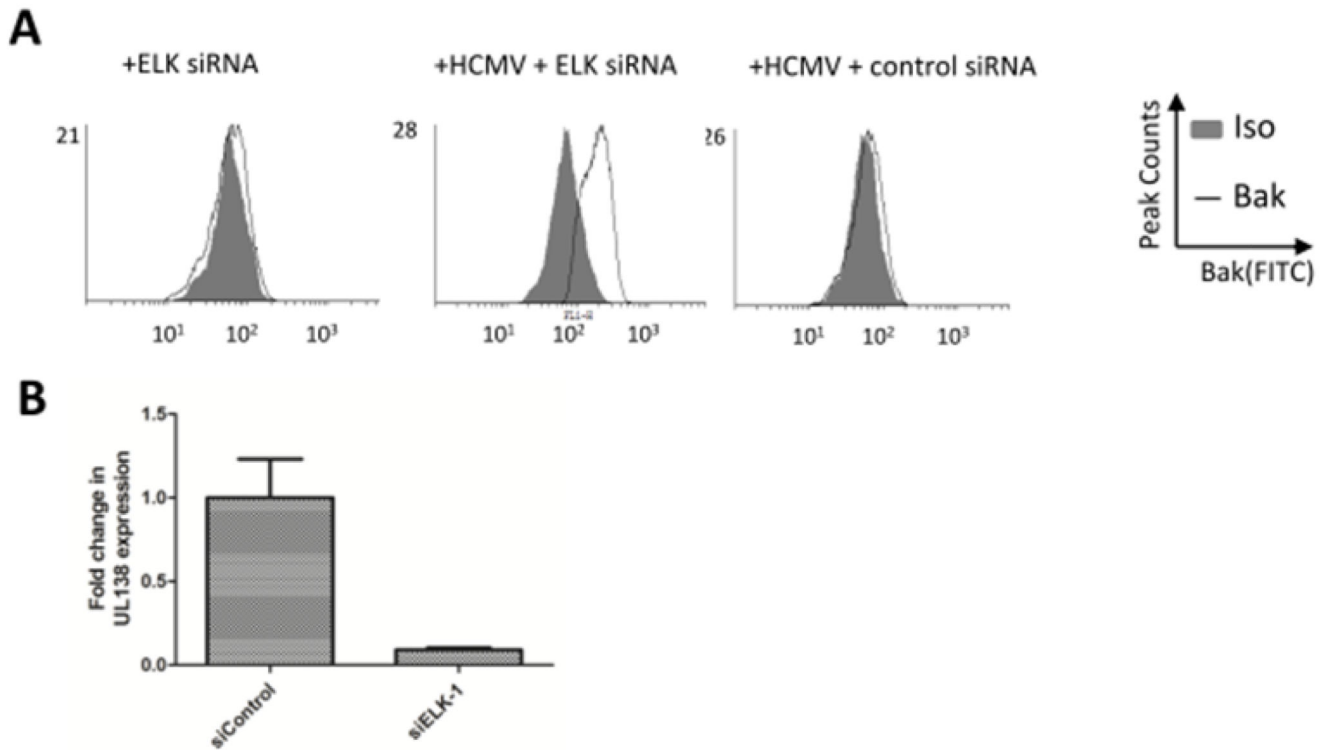 A
+ELK siRNA
+HCMV + ELK siRNA
+HCMV + control siRNA
21
28
26
10¹ 10² 10³
FL1-H
10¹ 10² 10³
10¹ 10² 10³
Peak Counts
Iso
Bak
Bak(FITC)
B
Fold change in
UL138 expression
1.5
1.0
0.5
0.0
siControl
siELK-1